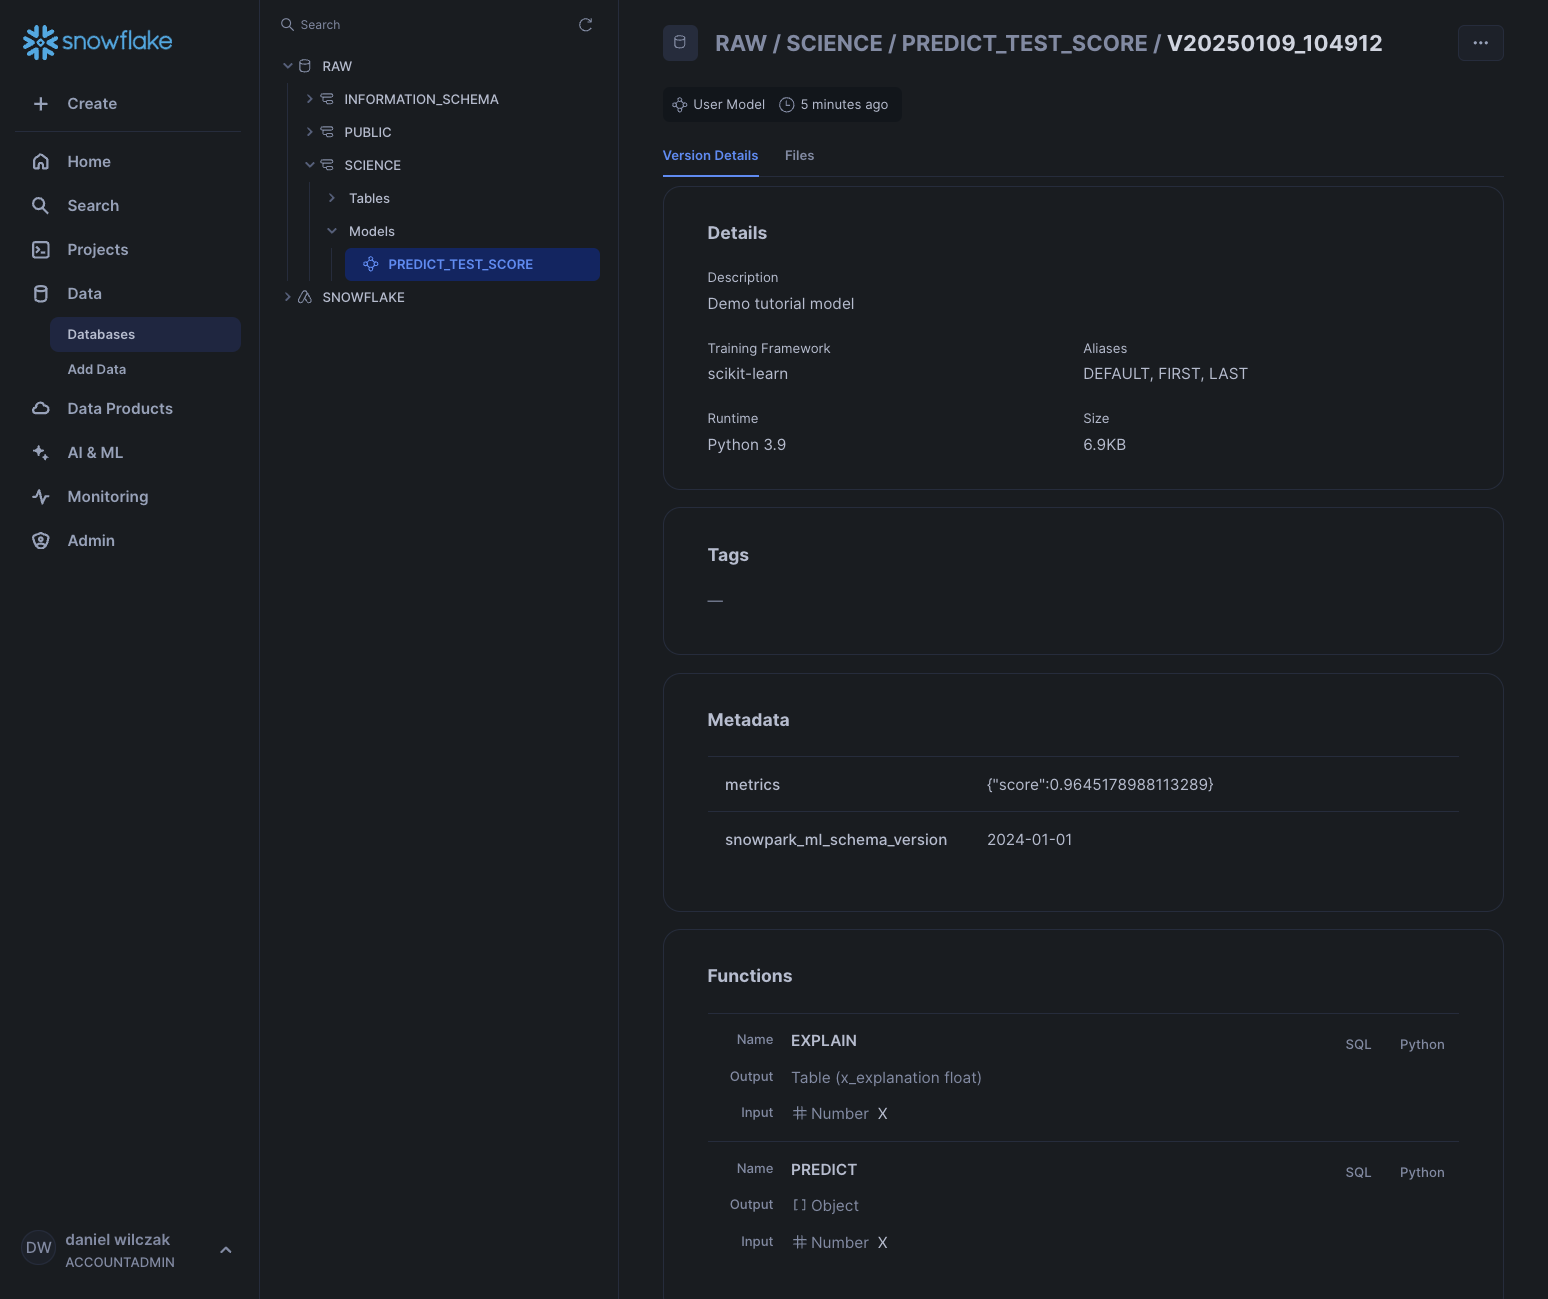 snowflake
Create
Home
Search
Projects
Data
Databases
Add Data
Data Products
AI & ML
Monitoring
Admin
DW
daniel wilczak
ACCOUNTADMIN
Search
RAW
INFORMATION_SCHEMA
PUBLIC
SCIENCE
Tables
Models
PREDICT_TEST_SCORE
SNOWFLAKE
RAW / SCIENCE / PREDICT_TEST_SCORE / V20250109_104912
User Model 5 minutes ago
Version Details Files
Details
Description
Demo tutorial model
Training Framework Aliases
scikit-learn DEFAULT, FIRST, LAST
Runtime Size
Python 3.9 6.9KB
Tags
—
Metadata
metrics {"score":0.9645178988113289}
snowpark_ml_schema_version 2024-01-01
Functions
Name EXPLAIN SQL Python
Output Table (x_explanation float)
Input # Number X
Name PREDICT SQL Python
Output [] Object
Input # Number X